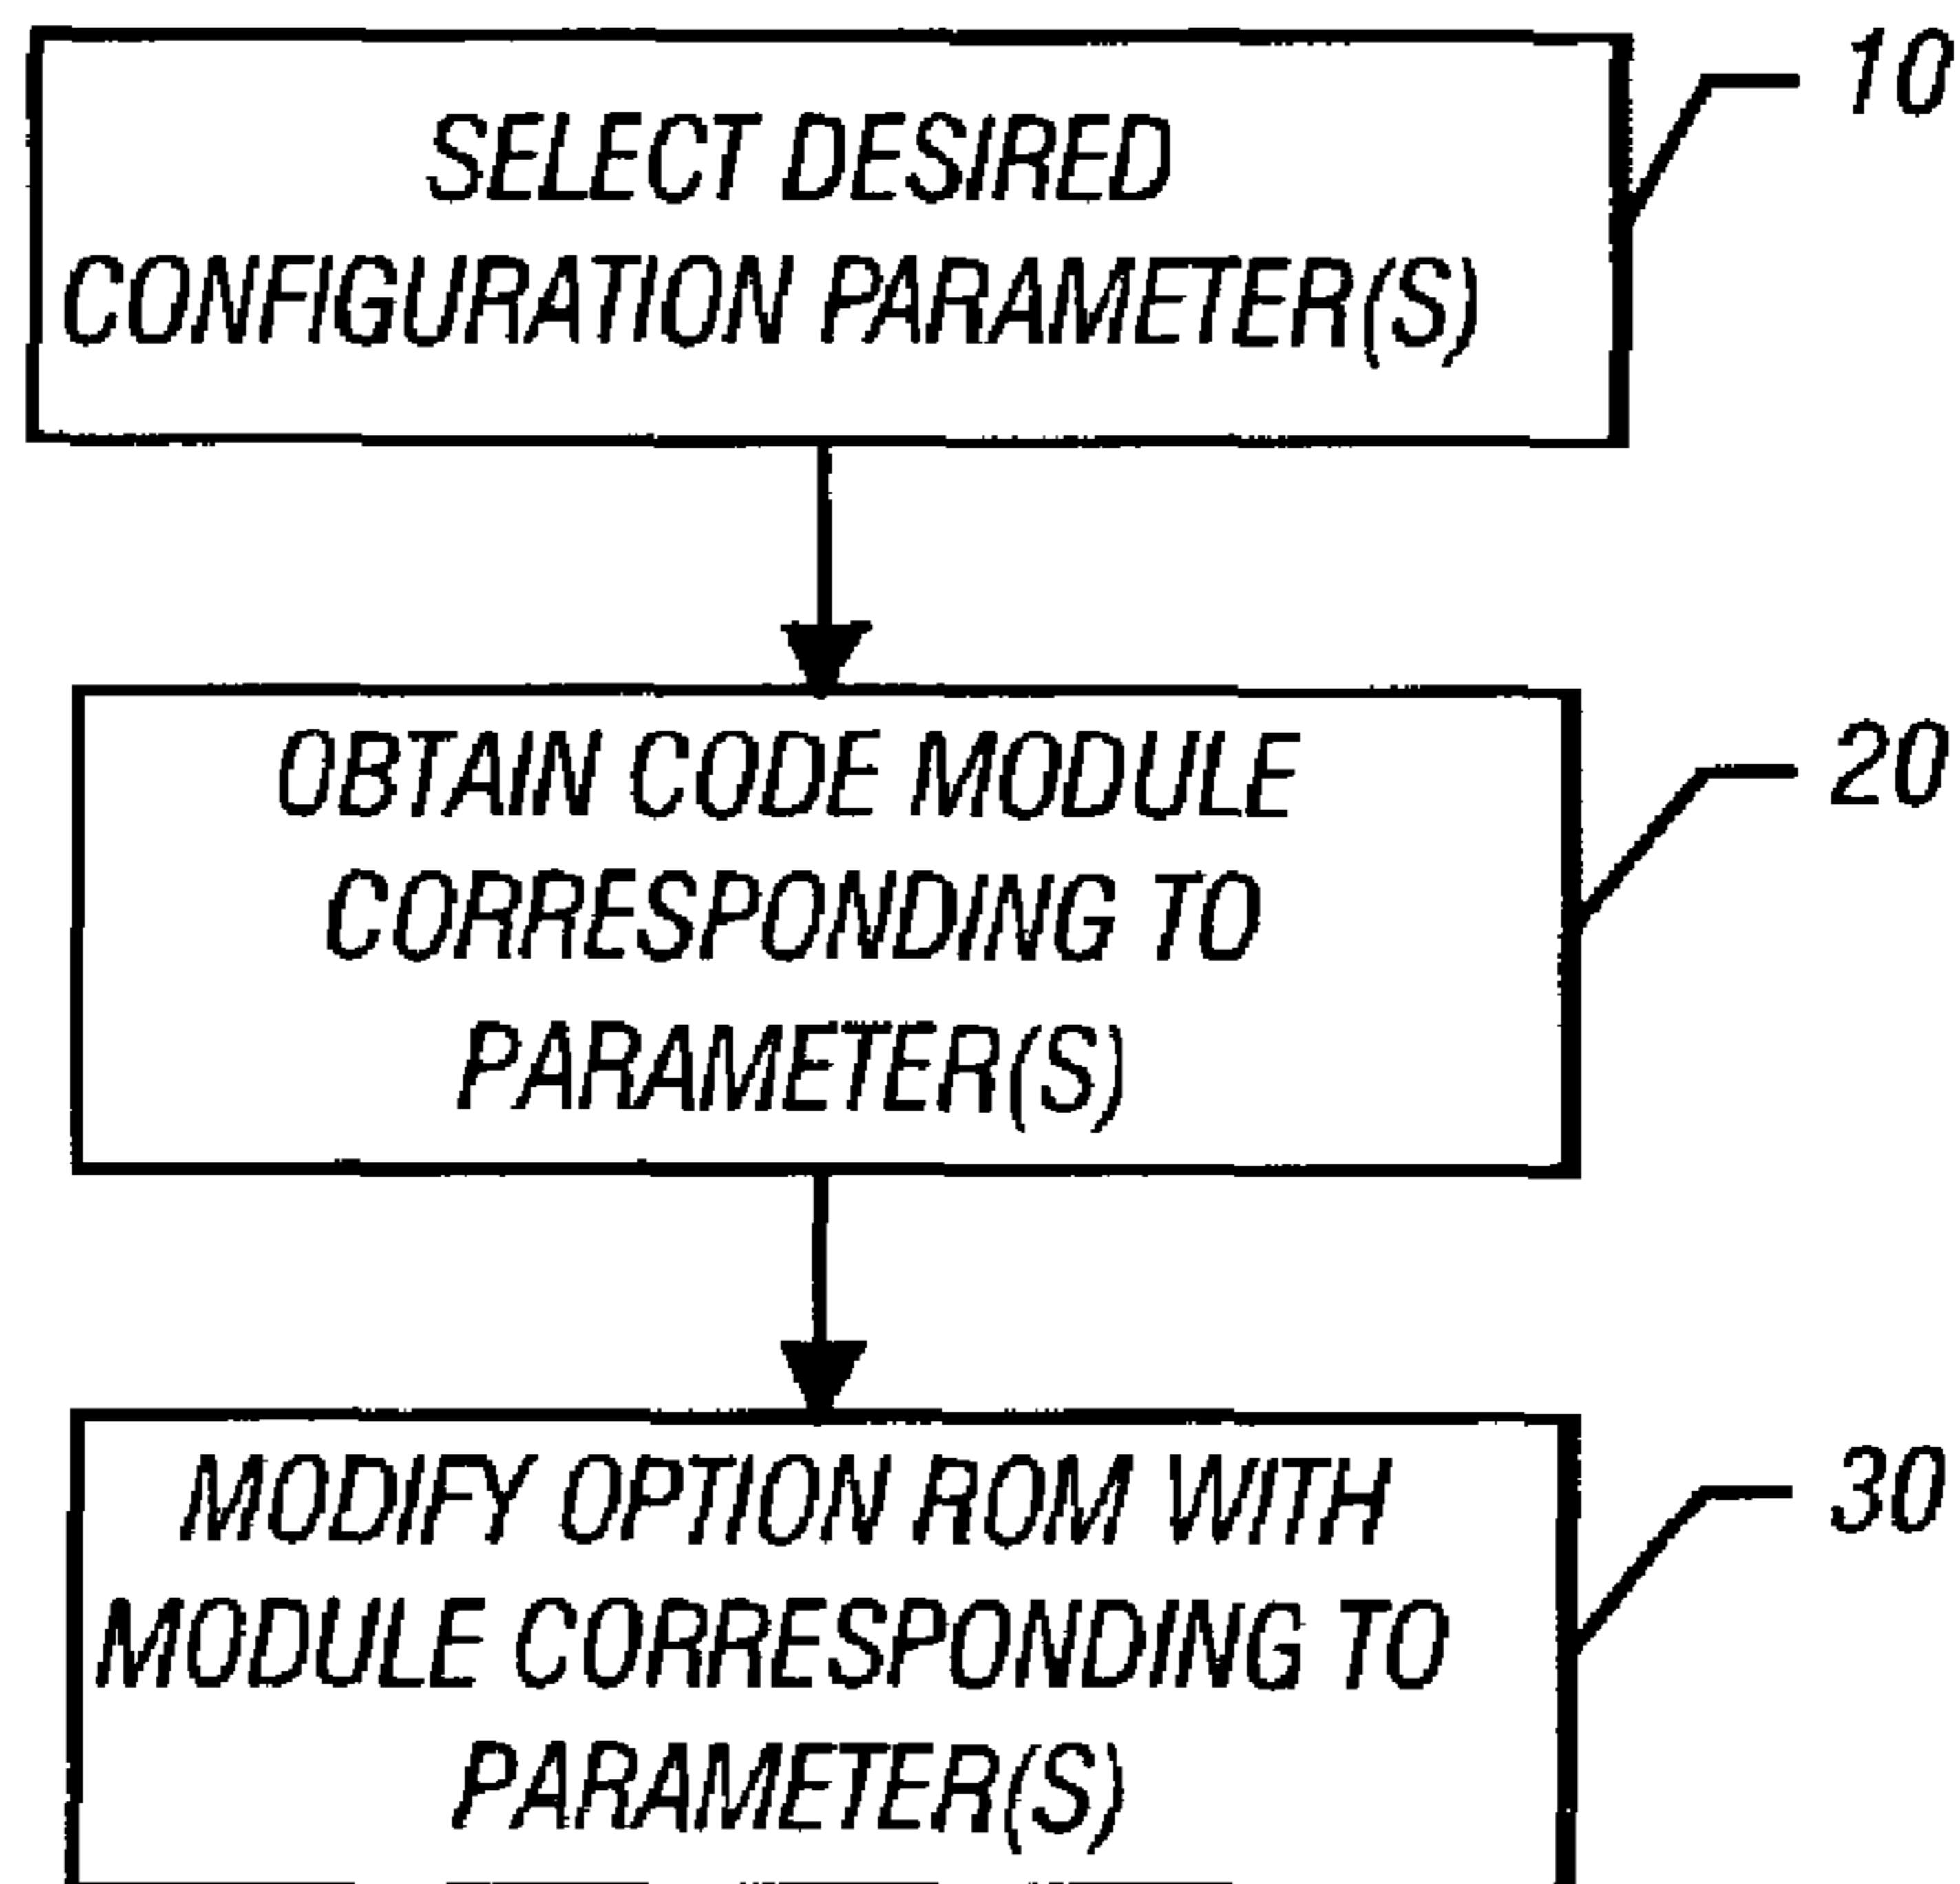 SELECT DESIRED
CONFIGURATION PARAMETER(S)
10
OBTAIN CODE MODULE
CORRESPONDING TO
PARAMETER(S)
20
MODIFY OPTION ROM WITH
MODULE CORRESPONDING TO
PARAMETER(S)
30